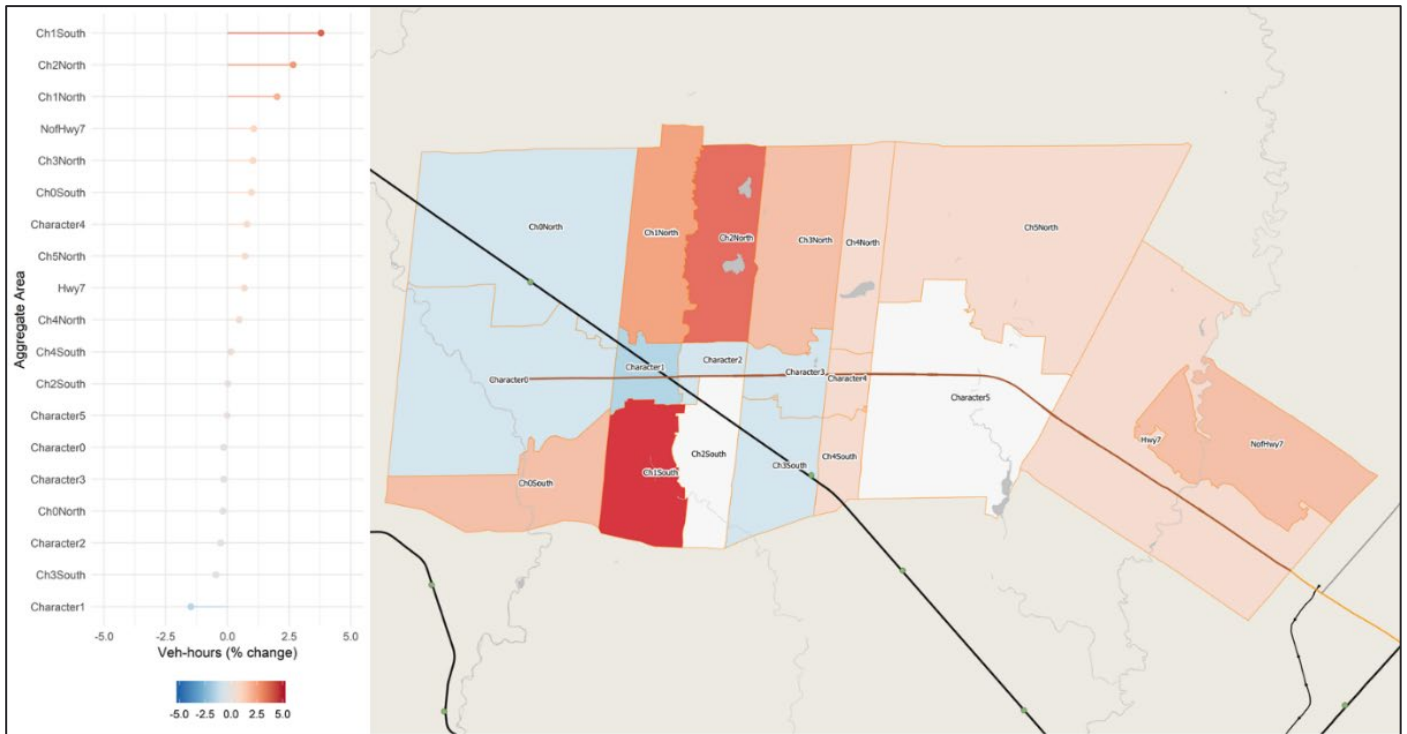 Aggregate Area
Ch1South
Ch2North
Ch1North
NofHwy7
Ch3North
Ch0South
Character4
Ch5North
Hwy7
Ch4North
Ch4South
Ch2South
Character5
Character0
Character3
Ch0North
Character2
Ch3South
Character1
-5.0 -2.5 0.0 2.5 5.0
Veh-hours (% change)
-5.0 -2.5 0.0 2.5 5.0
Ch0North
Ch1North
Ch2North
Ch3North
Ch4North
Ch5North
Character0
Character1
Character2
Character3
Character4
Character5
Ch0South
Ch1South
Ch2South
Ch3South
Ch4South
Hwy7
NofHwy7